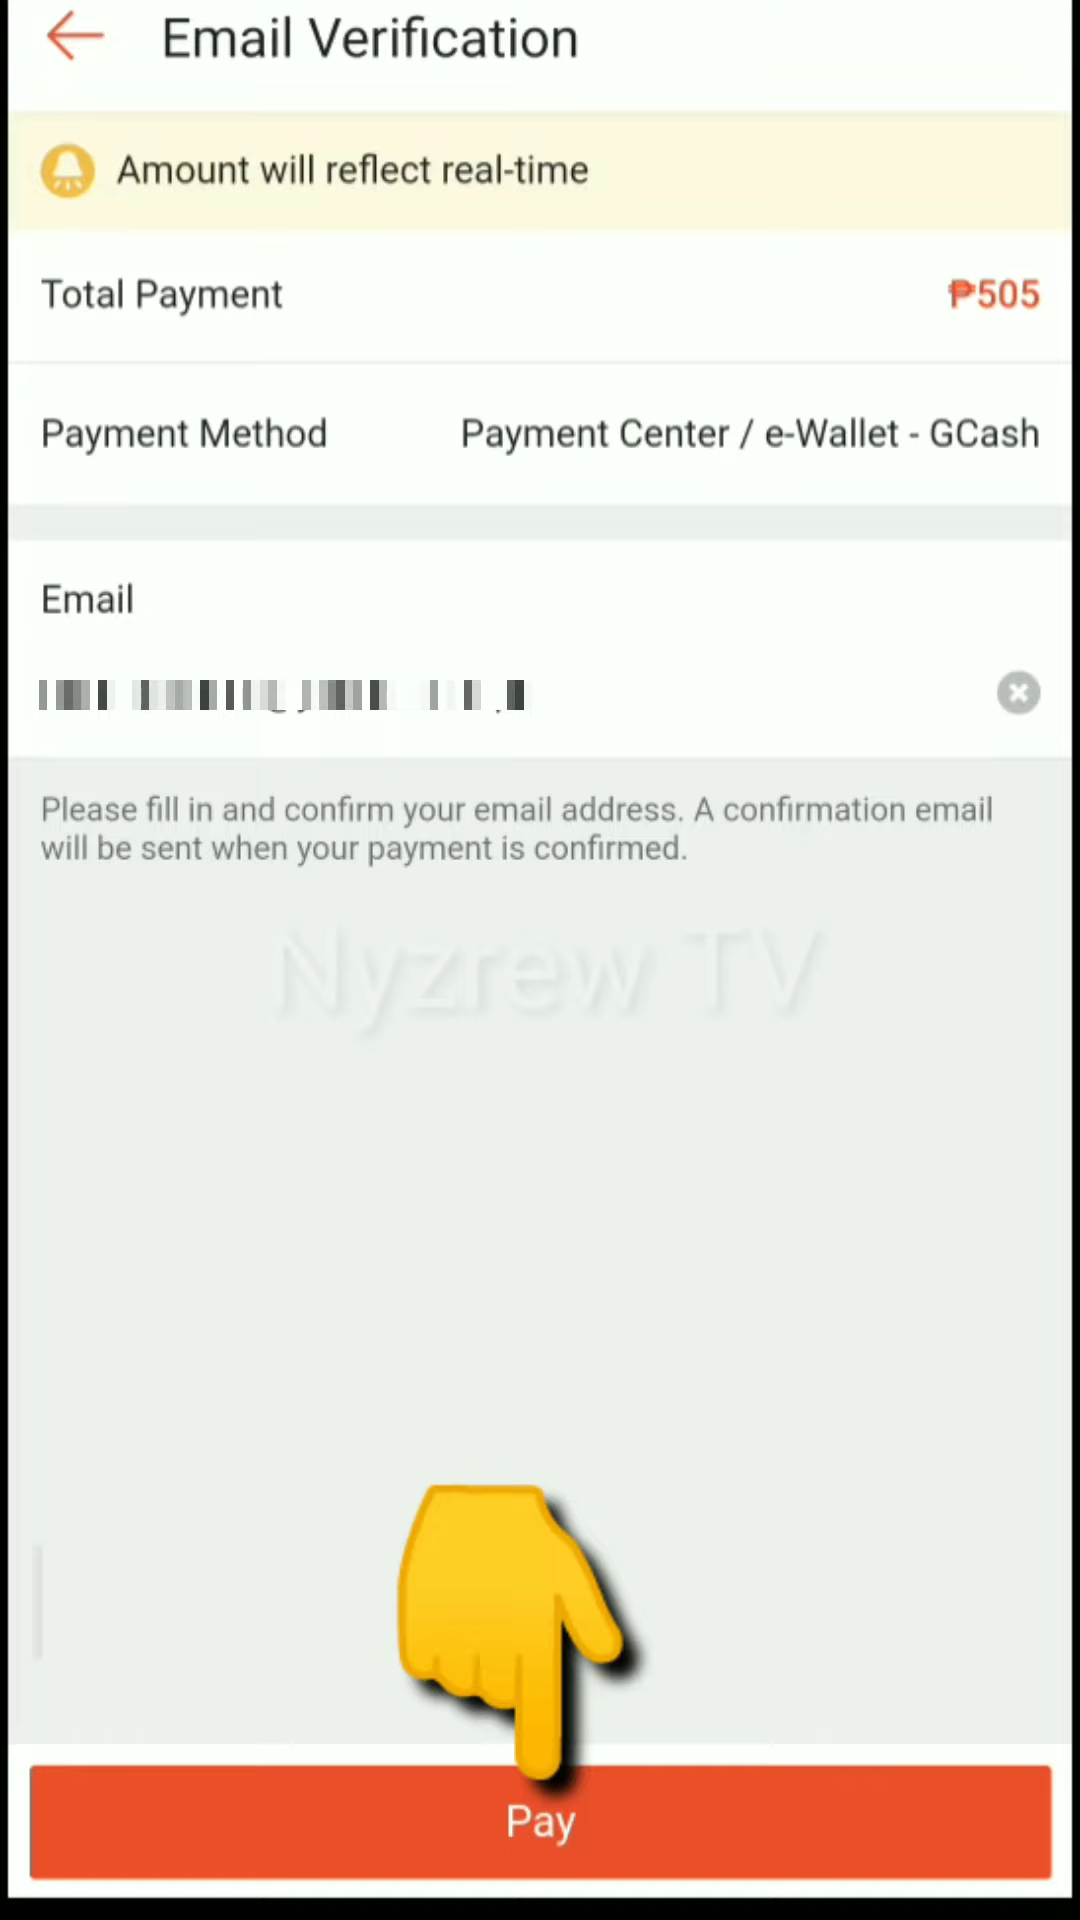 Email Verification
Amount will reflect real-time
Total Payment ₱505
Payment Method Payment Center / e-Wallet - GCash
Email
Please fill in and confirm your email address. A confirmation email
will be sent when your payment is confirmed.
Nyzrew TV
Pay